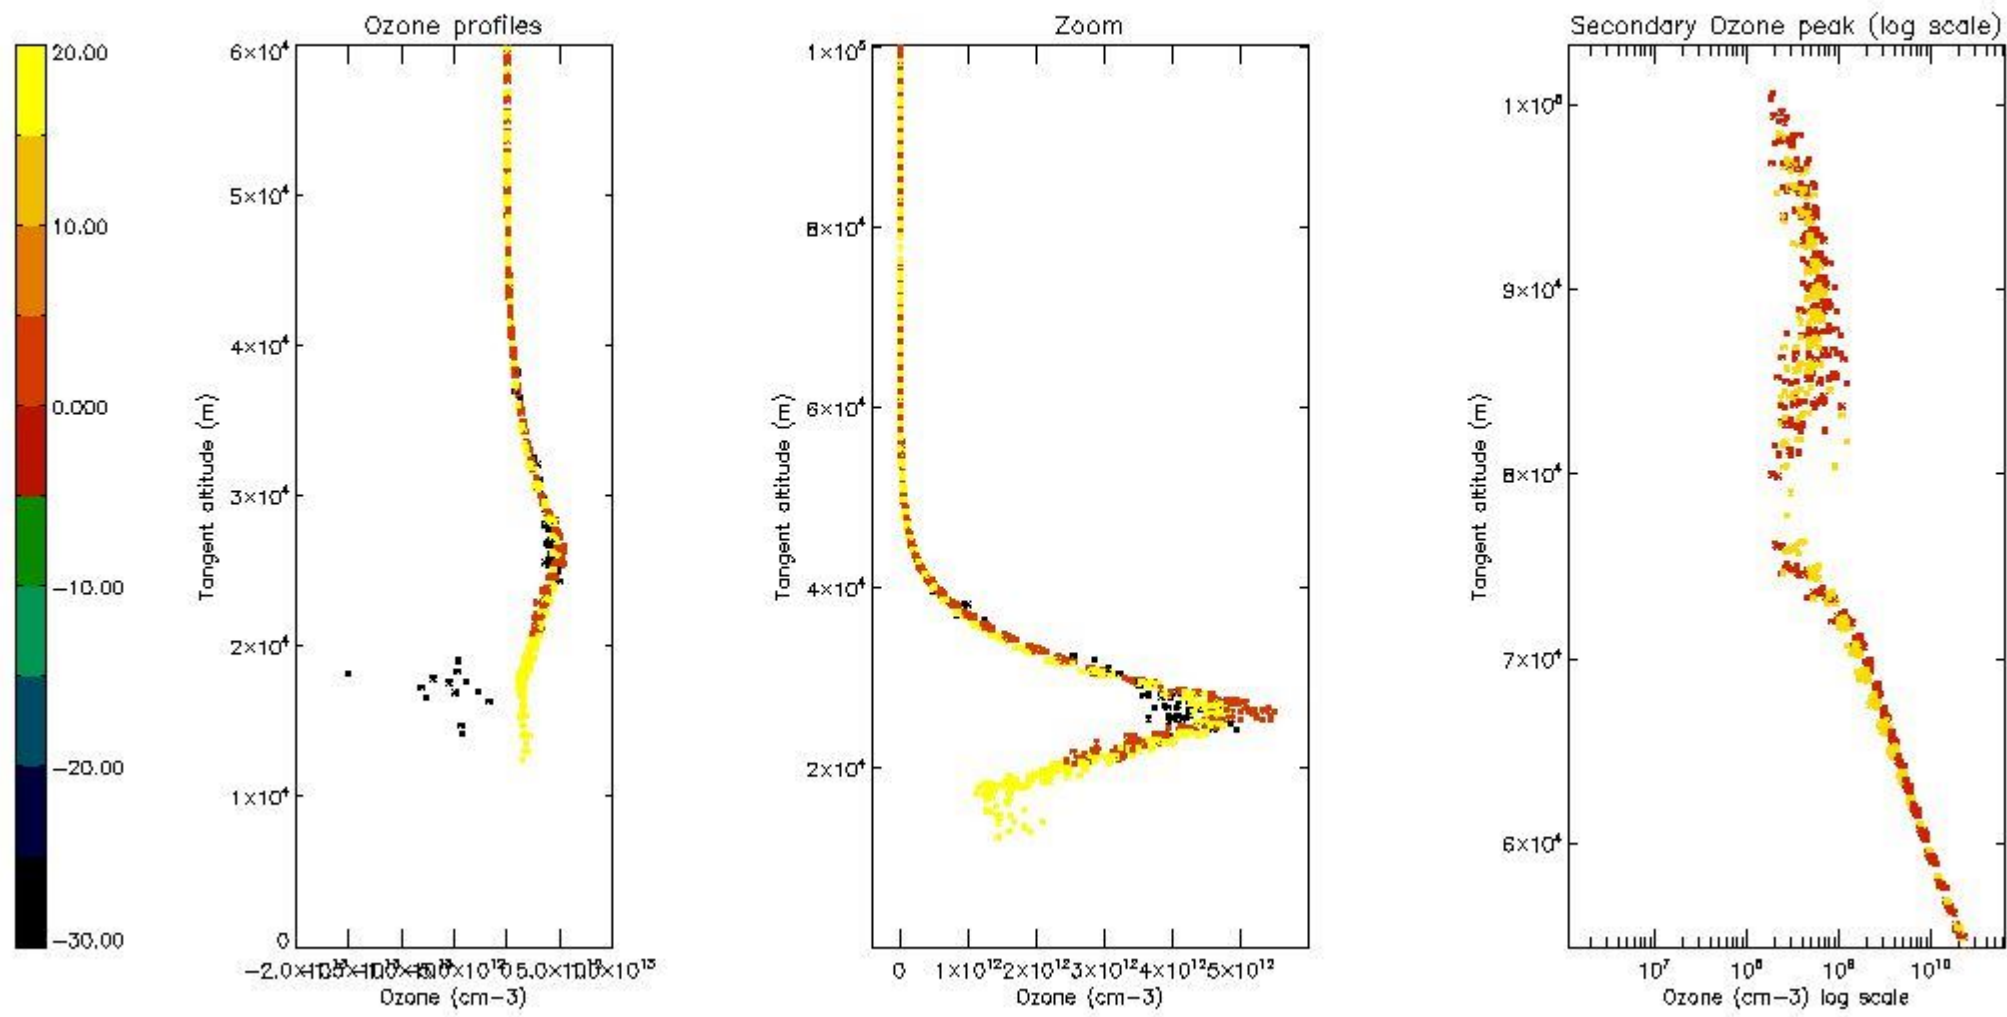 Ozone profiles
Zoom
Secondary Ozone peak (log scale)
20.00
10.00
0.000
-10.00
-20.00
-30.00
6×10⁴
5×10⁴
4×10⁴
3×10⁴
2×10⁴
1×10⁴
0
Tangent altitude (m)
Ozone (cm-3)
1×10⁵
8×10⁴
6×10⁴
4×10⁴
2×10⁴
Tangent altitude (m)
0 1×10¹² 2×10¹² 3×10¹² 4×10¹² 5×10¹²
Ozone (cm-3)
9×10⁴
8×10⁴
7×10⁴
6×10⁴
Tangent altitude (m)
10⁷ 10⁸ 10⁹ 10¹⁰
Ozone (cm-3) log scale